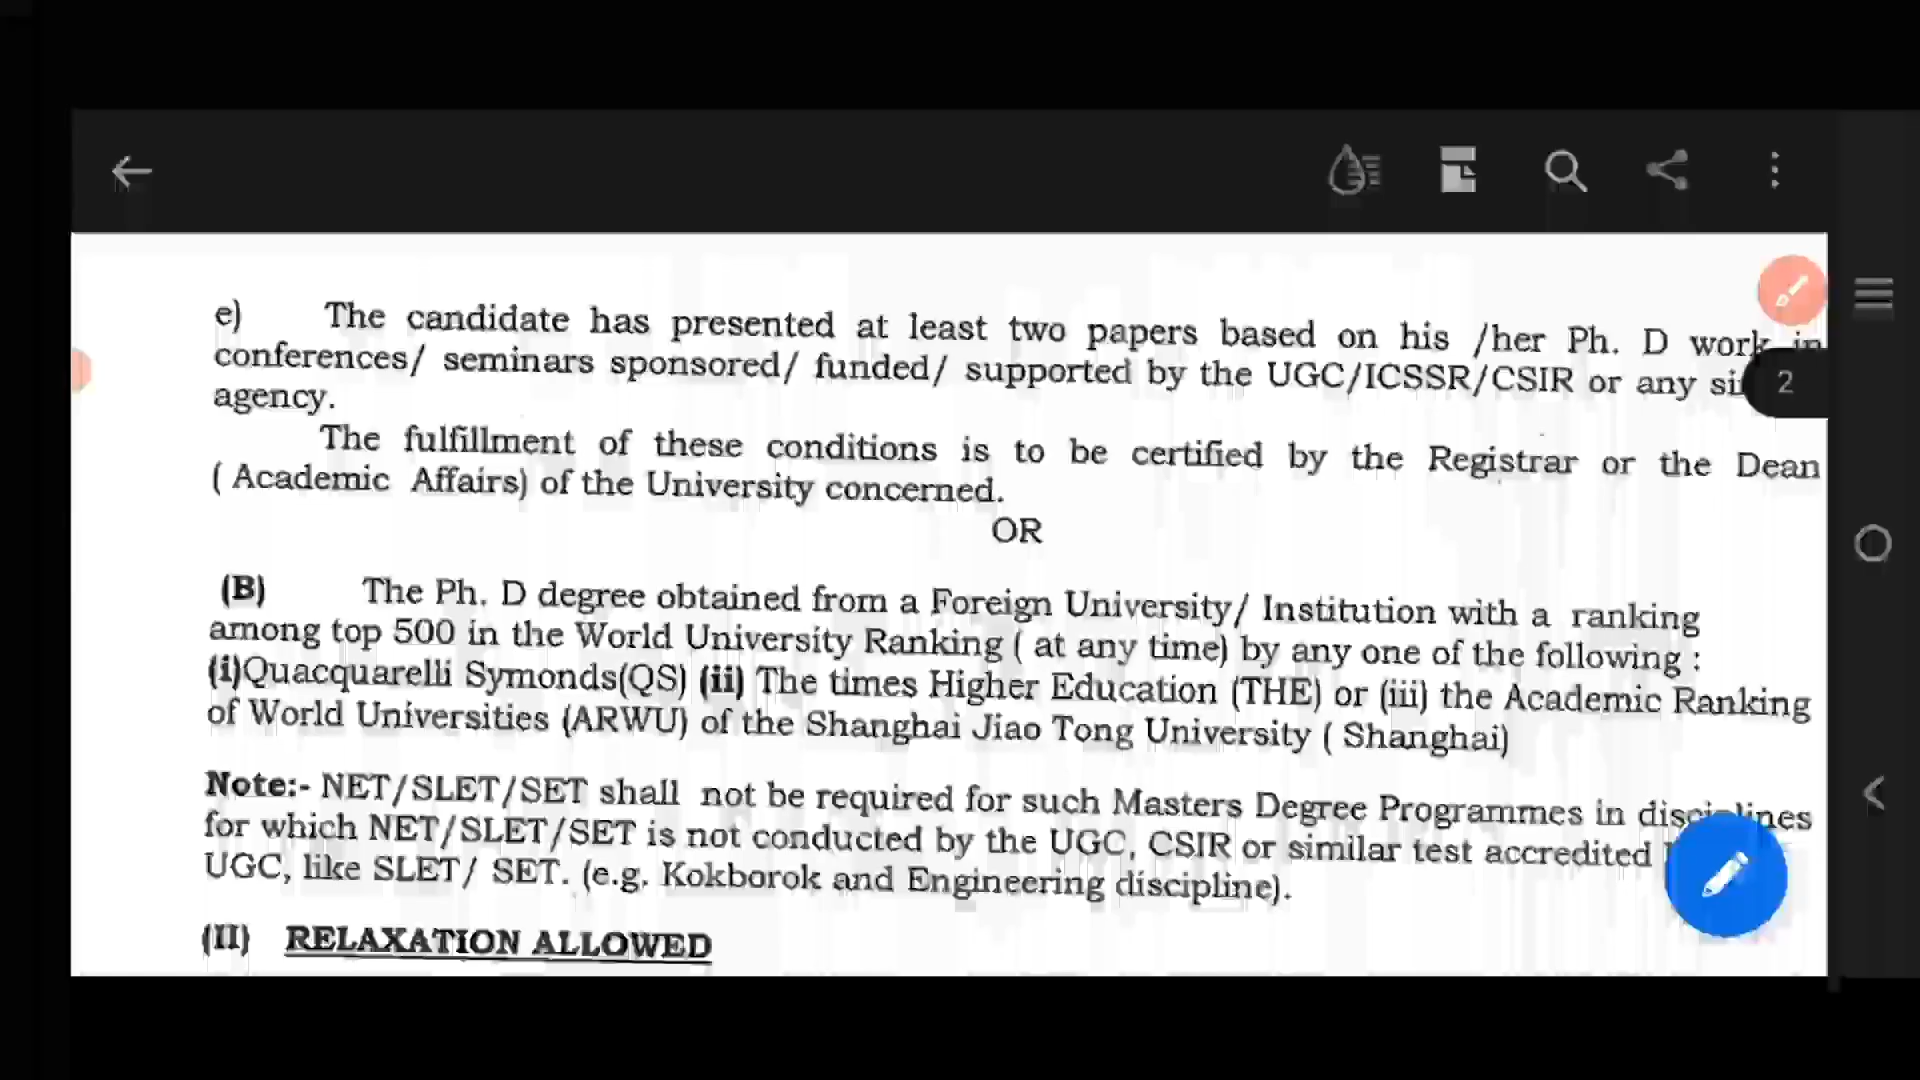 e) The candidate has presented at least two papers based on his /her Ph. D work in
conferences/ seminars sponsored/ funded/ supported by the UGC/ICSSR/CSIR or any
2
agency.
The fulfillment of these conditions is to be certified by the Registrar or the Dean
( Academic Affairs) of the University concerned.
OR
(B) The Ph. D degree obtained from a Foreign University/ Institution with a ranking
among top 500 in the World University Ranking ( at any time) by any one of the following :
(i)Quacquarelli Symonds(QS) (ii) The times Higher Education (THE) or (iii) the Academic Ranking
of World Universities (ARWU) of the Shanghai Jiao Tong University ( Shanghai)
Note:- NET/SLET/SET shall not be required for such Masters Degree Programmes in disciplines
for which NET/SLET/SET is not conducted by the UGC, CSIR or similar test accredited
UGC, like SLET/ SET. (e.g. Kokborok and Engineering discipline).
(II) RELAXATION ALLOWED